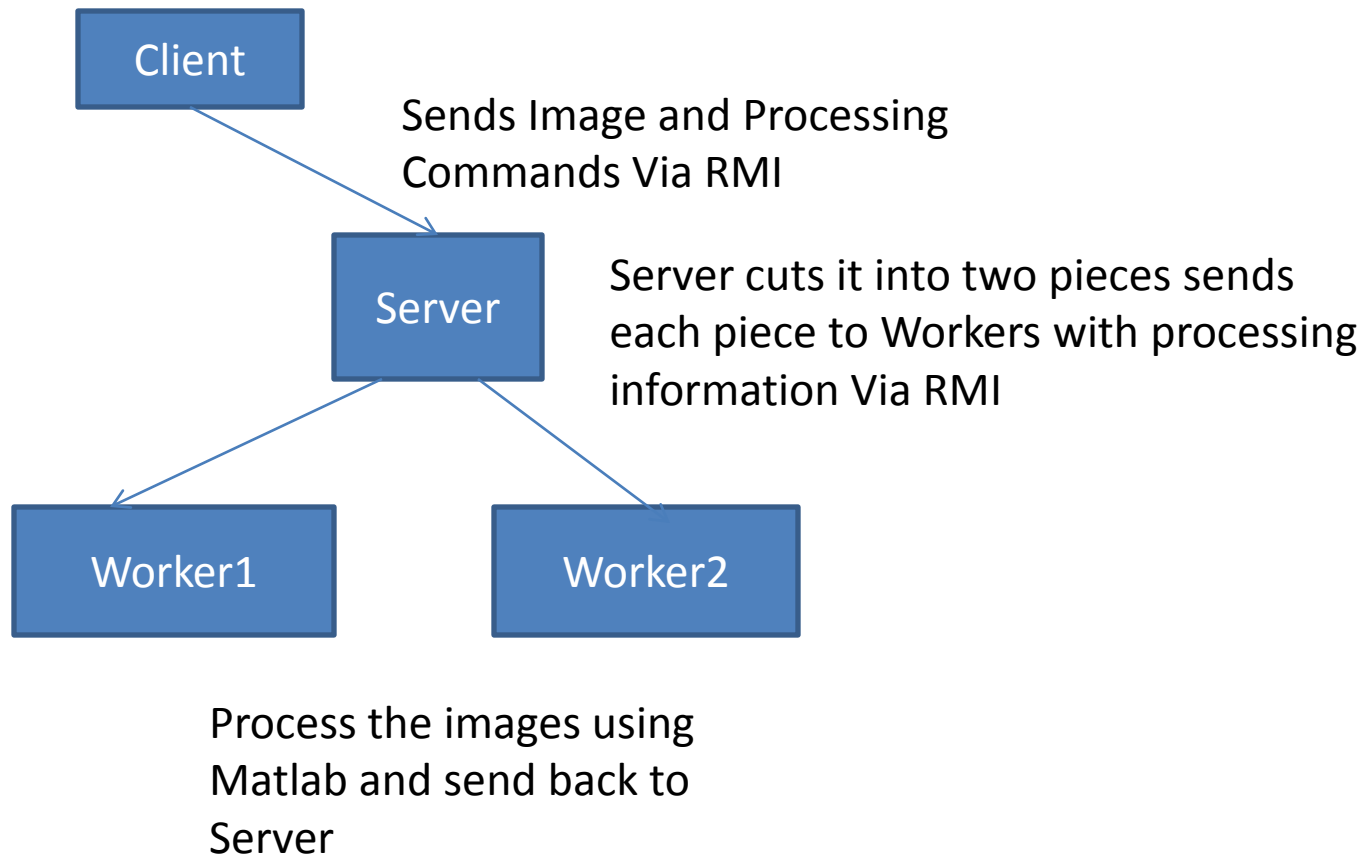 Client
Sends Image and Processing
Commands Via RMI
Server
Server cuts it into two pieces sends
each piece to Workers with processing
information Via RMI
Worker1
Worker2
Process the images using
Matlab and send back to
Server